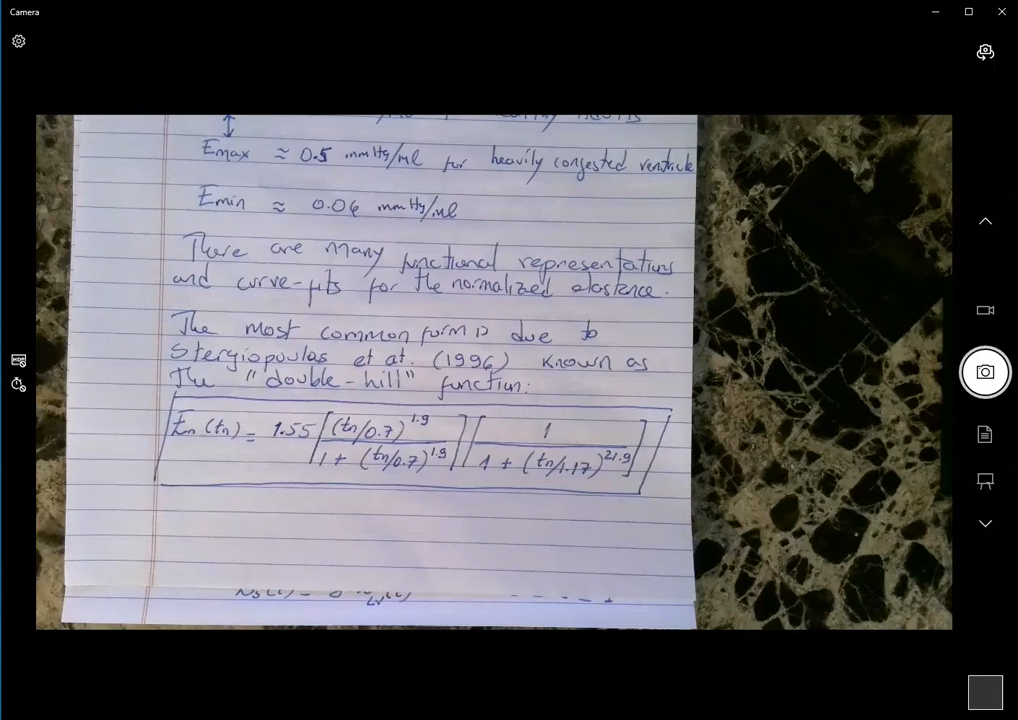 Camera
Emax ≈ 0.5 mmHg/ml for heavily congested ventricle
Emin ≈ 0.06 mmHg/ml
There are many functional representations
and curve-fits for the normalized elastence.
The most common form is due to
Stergiopoulas et at. (1996) known as
The "double-hill" function:
En(tn) = 1.55 [(tn/0.7)^1.9 / 1 + (tn/0.7)^1.9] [1 / 1 + (tn/1.17)^21.9]